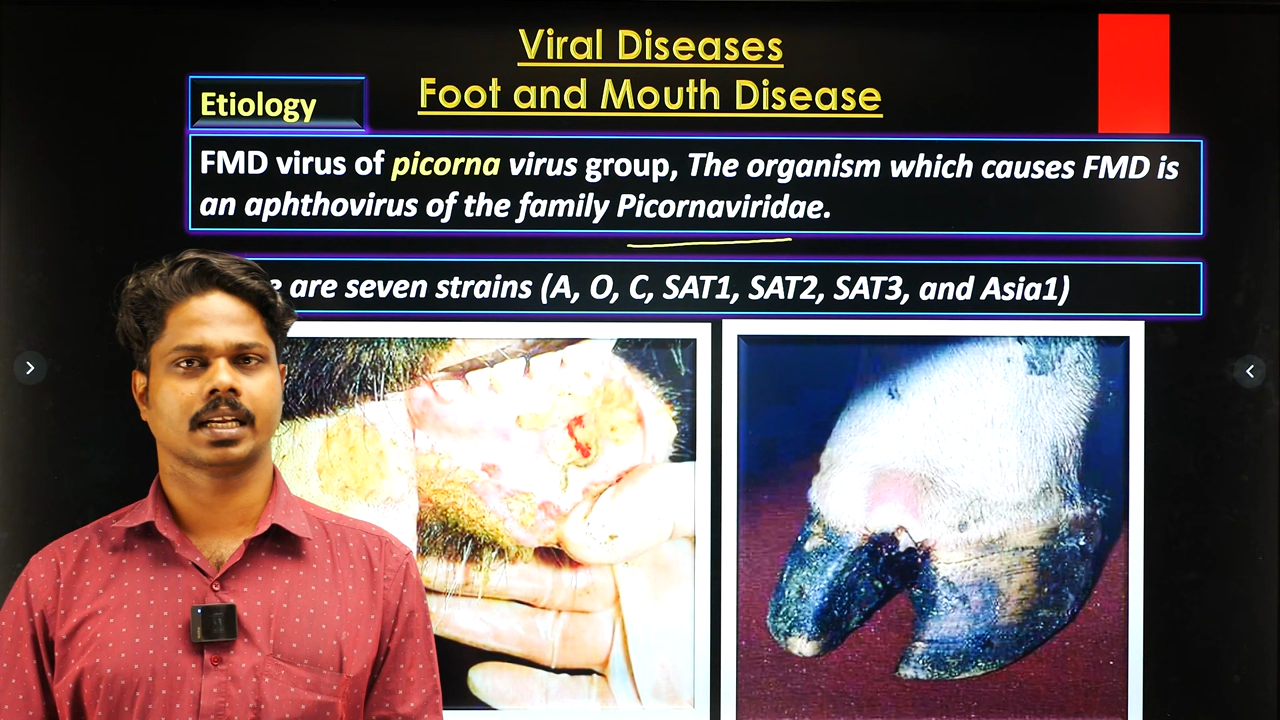 Viral Diseases
Foot and Mouth Disease
Etiology
FMD virus of picorna virus group, The organism which causes FMD is
an aphthovirus of the family Picornaviridae.
are seven strains (A, O, C, SAT1, SAT2, SAT3, and Asia1)